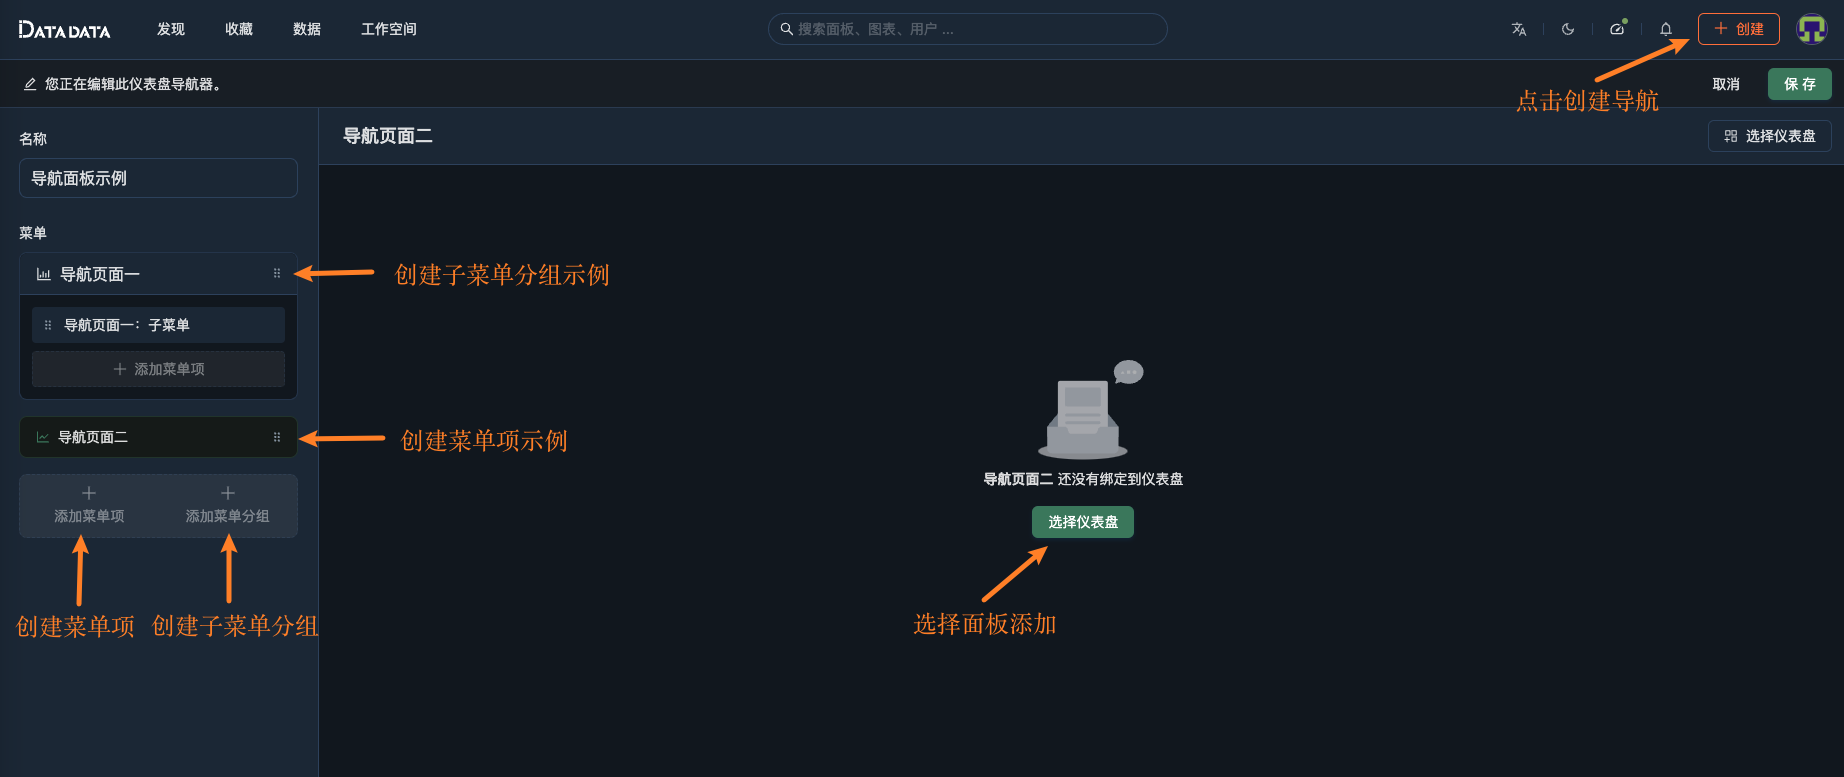 DATADATA
发现
收藏
数据
工作空间
搜索面板、图表、用户 ...
创建
您正在编辑此仪表盘导航器。
取消
保 存
点击创建导航
名称
导航页面二
选择仪表盘
导航面板示例
菜单
导航页面一
创建子菜单分组示例
导航页面一：子菜单
添加菜单项
导航页面二
创建菜单项示例
导航页面二 还没有绑定到仪表盘
添加菜单项
添加菜单分组
选择仪表盘
创建菜单项
创建子菜单分组
选择面板添加